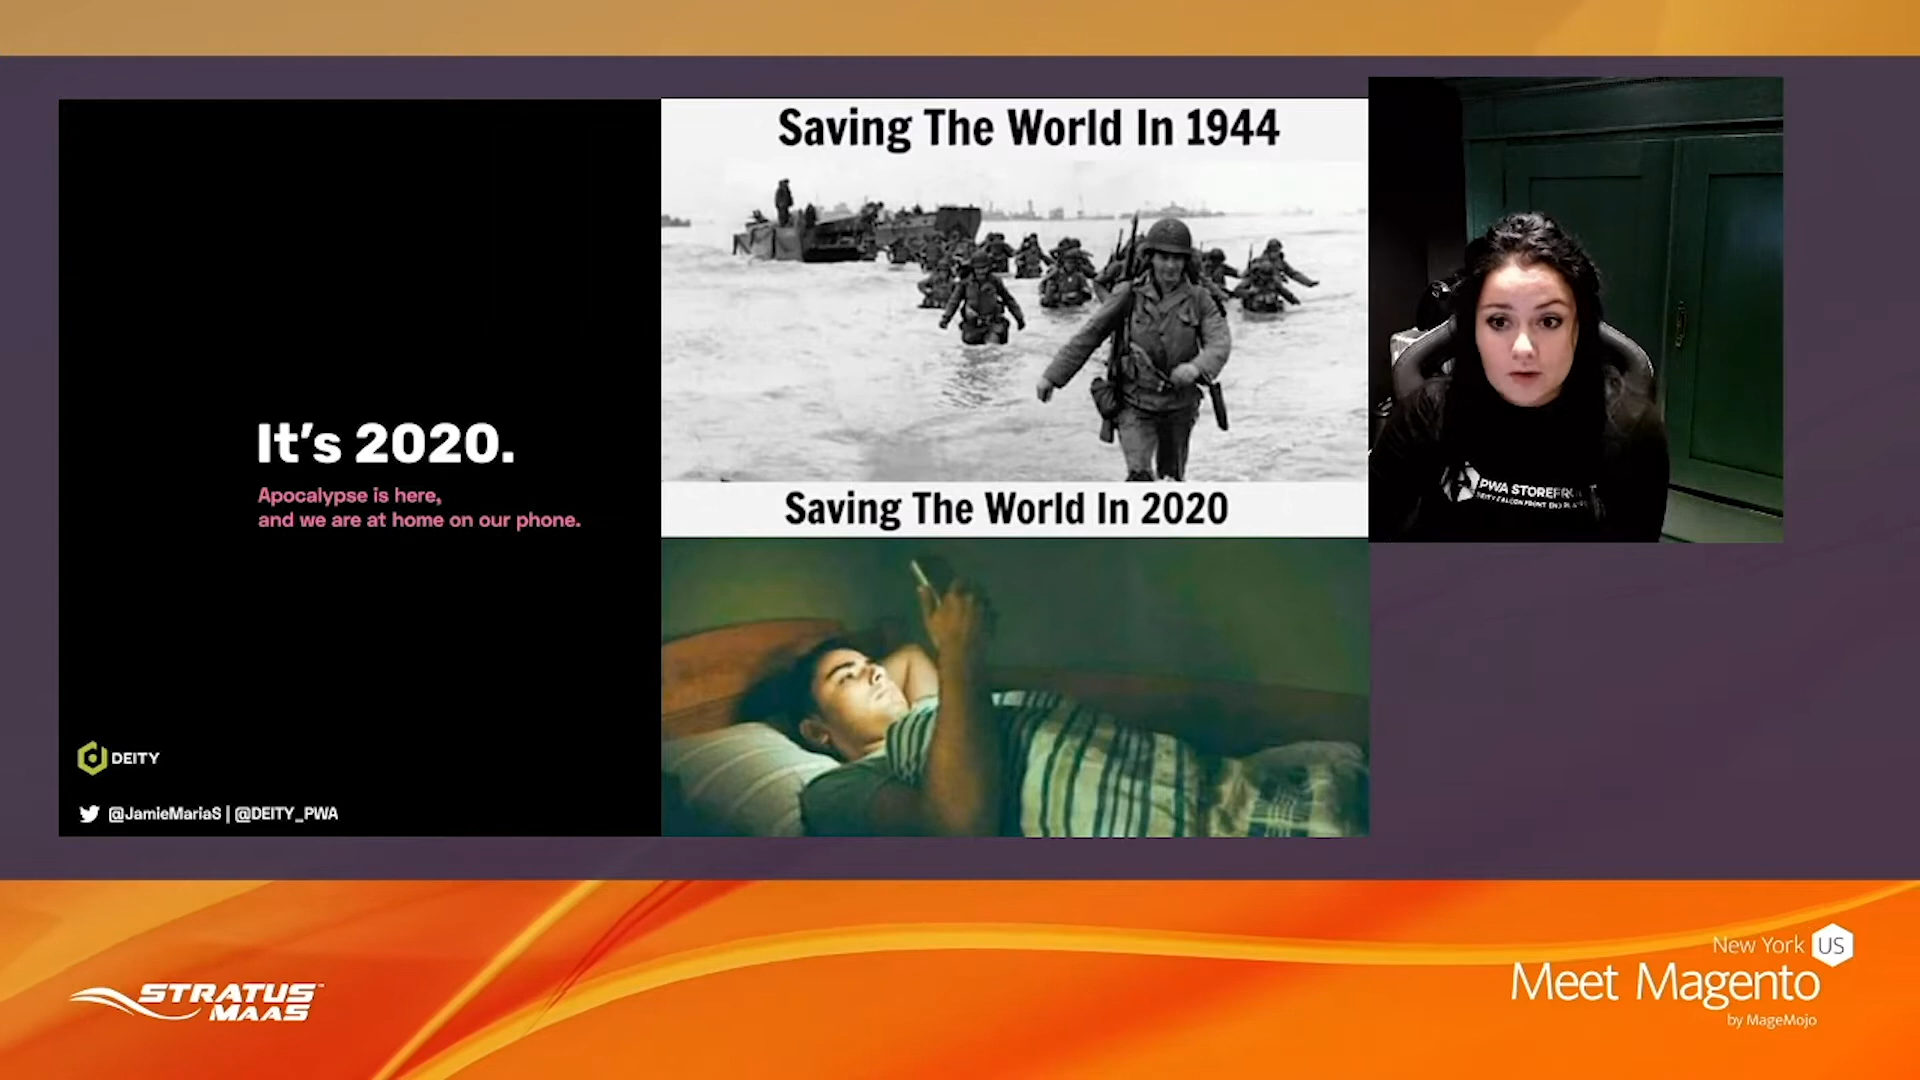 Saving The World In 1944
It's 2020.
Apocalypse is here,
and we are at home on our phone.
Saving The World In 2020
PWA STOREFR
DEITY
@JamieMariaS | @DEITY_PWA
STRATUS™
MAAS
New York US
Meet Magento
by MageMojo